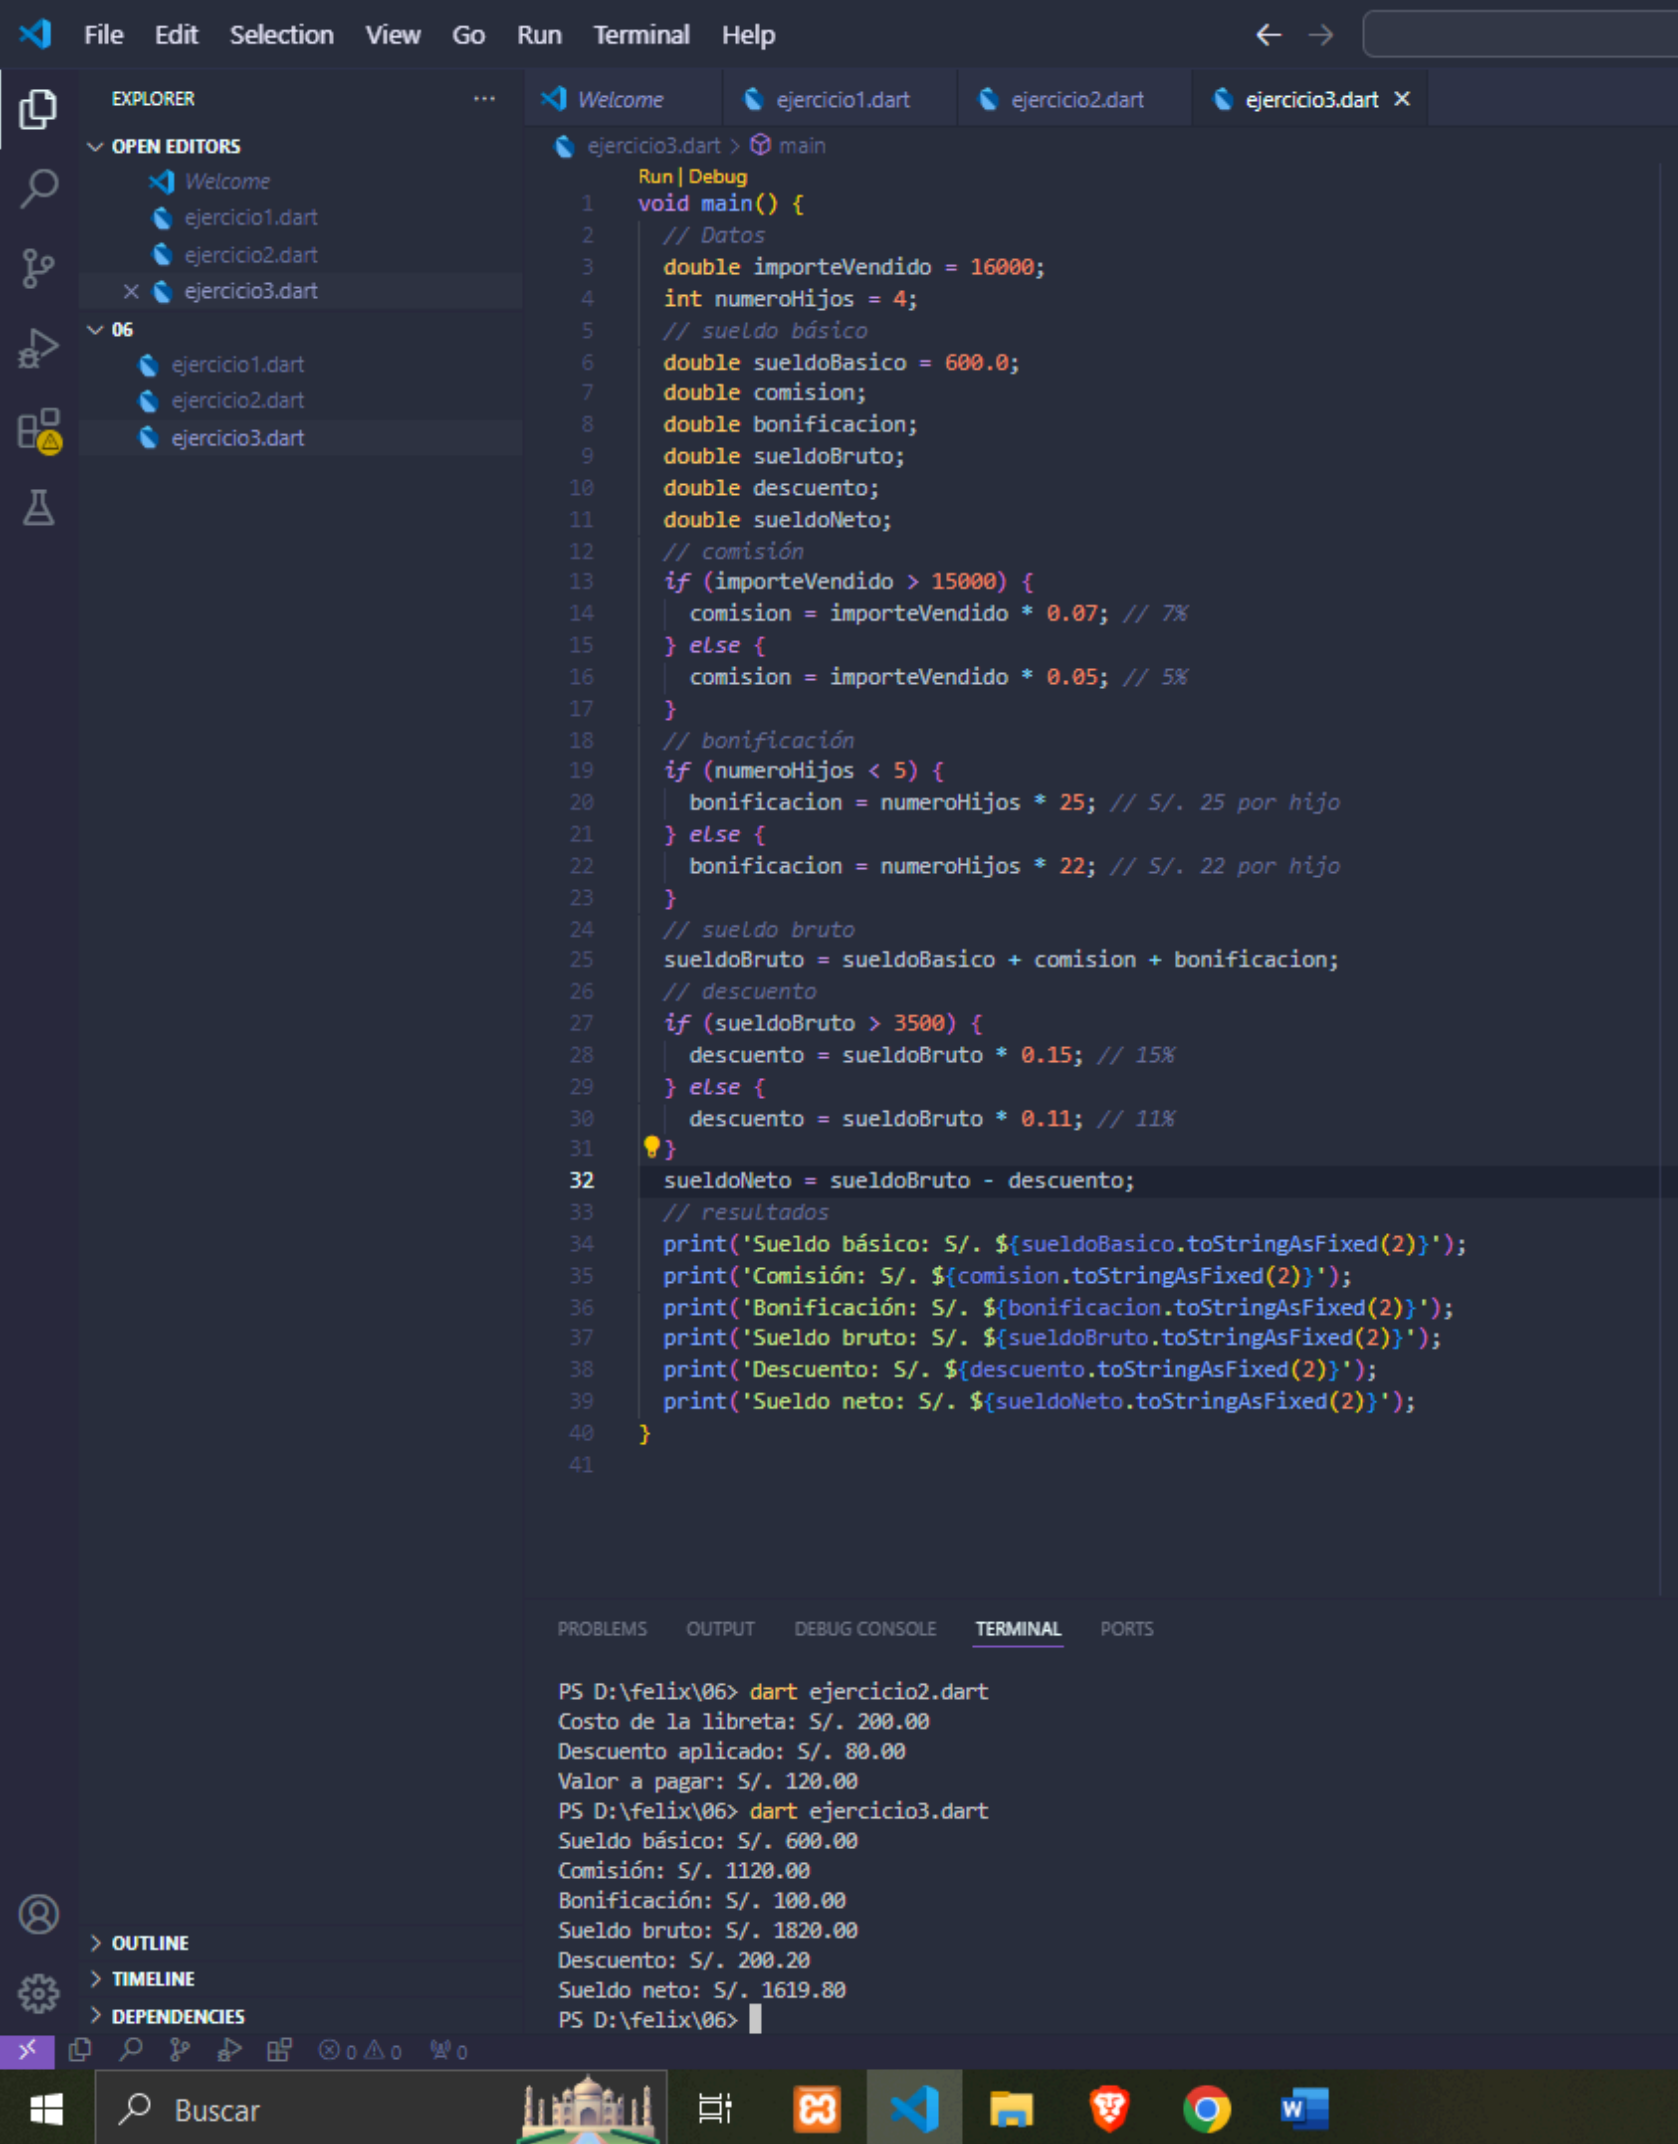 File Edit Selection View Go Run Terminal Help
EXPLORER
OPEN EDITORS
Welcome
ejercicio1.dart
ejercicio2.dart
ejercicio3.dart
06
ejercicio1.dart
ejercicio2.dart
ejercicio3.dart
OUTLINE
TIMELINE
DEPENDENCIES
Welcome ejercicio1.dart ejercicio2.dart ejercicio3.dart
ejercicio3.dart > main
Run | Debug
1 void main() {
2 // Datos
3 double importeVendido = 16000;
4 int numeroHijos = 4;
5 // sueldo básico
6 double sueldoBasico = 600.0;
7 double comision;
8 double bonificacion;
9 double sueldoBruto;
10 double descuento;
11 double sueldoNeto;
12 // comisión
13 if (importeVendido > 15000) {
14 comision = importeVendido * 0.07; // 7%
15 } else {
16 comision = importeVendido * 0.05; // 5%
17 }
18 // bonificación
19 if (numeroHijos < 5) {
20 bonificacion = numeroHijos * 25; // S/. 25 por hijo
21 } else {
22 bonificacion = numeroHijos * 22; // S/. 22 por hijo
23 }
24 // sueldo bruto
25 sueldoBruto = sueldoBasico + comision + bonificacion;
26 // descuento
27 if (sueldoBruto > 3500) {
28 descuento = sueldoBruto * 0.15; // 15%
29 } else {
30 descuento = sueldoBruto * 0.11; // 11%
31 }
32 sueldoNeto = sueldoBruto - descuento;
33 // resultados
34 print('Sueldo básico: S/. ${sueldoBasico.toStringAsFixed(2)}');
35 print('Comisión: S/. ${comision.toStringAsFixed(2)}');
36 print('Bonificación: S/. ${bonificacion.toStringAsFixed(2)}');
37 print('Sueldo bruto: S/. ${sueldoBruto.toStringAsFixed(2)}');
38 print('Descuento: S/. ${descuento.toStringAsFixed(2)}');
39 print('Sueldo neto: S/. ${sueldoNeto.toStringAsFixed(2)}');
40 }
41
PROBLEMS OUTPUT DEBUG CONSOLE TERMINAL PORTS
PS D:\felix\06> dart ejercicio2.dart
Costo de la libreta: S/. 200.00
Descuento aplicado: S/. 80.00
Valor a pagar: S/. 120.00
PS D:\felix\06> dart ejercicio3.dart
Sueldo básico: S/. 600.00
Comisión: S/. 1120.00
Bonificación: S/. 100.00
Sueldo bruto: S/. 1820.00
Descuento: S/. 200.20
Sueldo neto: S/. 1619.80
PS D:\felix\06>
0 0 0
Buscar
W